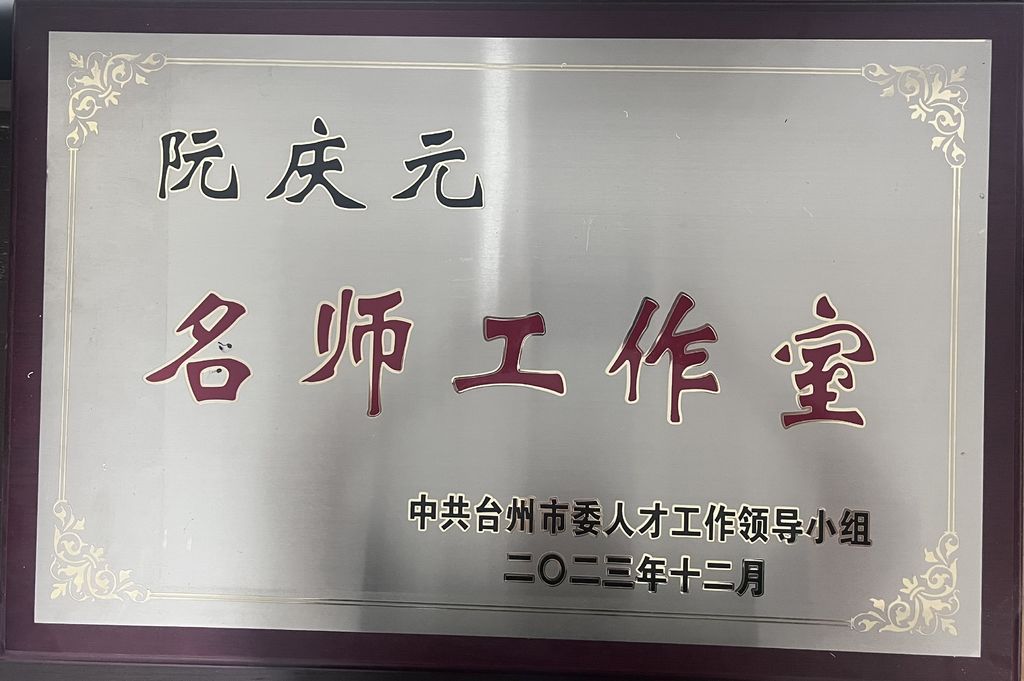 阮庆元
名师工作室
中共台州市委人才工作领导小组
二〇二三年十二月